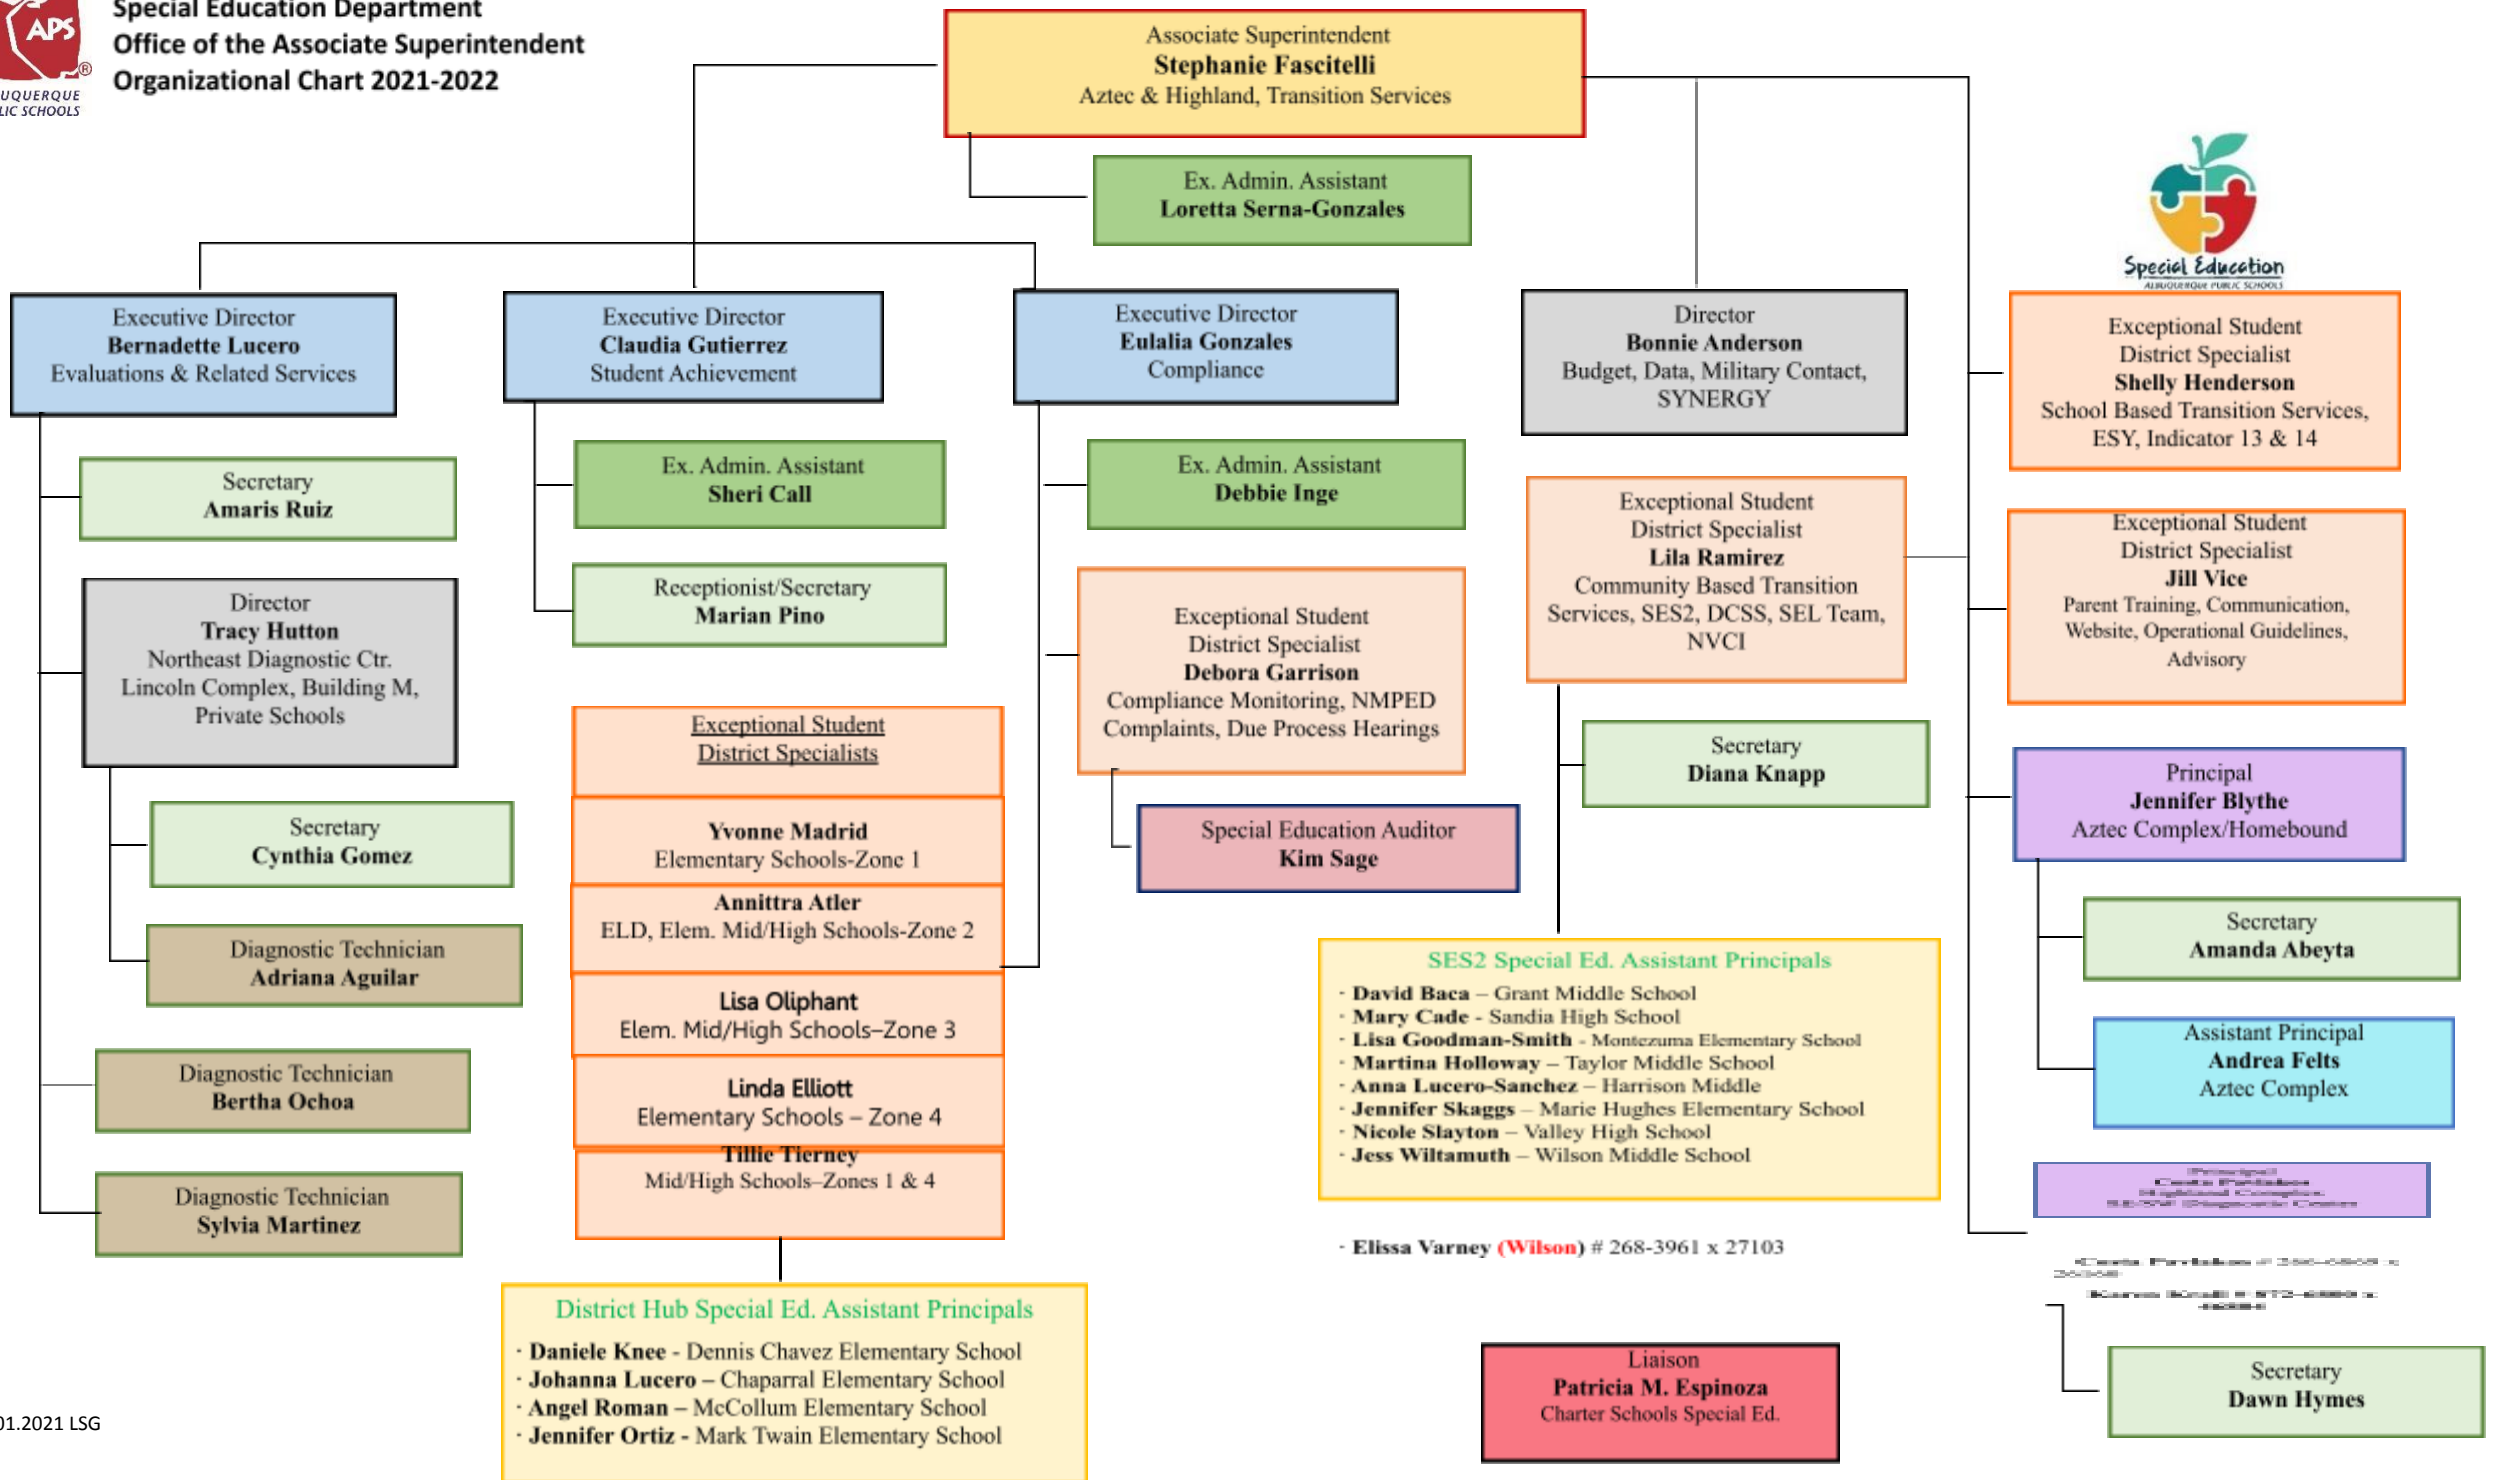 Special Education Department
Office of the Associate Superintendent
Organizational Chart 2021-2022
APS
®
UQUERQUE
LIC SCHOOLS
Associate Superintendent
Stephanie Fascitelli
Aztec & Highland, Transition Services
Ex. Admin. Assistant
Loretta Serna-Gonzales
Special Education
ALBUQUERQUE PUBLIC SCHOOLS
Executive Director
Bernadette Lucero
Evaluations & Related Services
Secretary
Amaris Ruiz
Director
Tracy Hutton
Northeast Diagnostic Ctr.
Lincoln Complex, Building M,
Private Schools
Secretary
Cynthia Gomez
Diagnostic Technician
Adriana Aguilar
Diagnostic Technician
Bertha Ochoa
Diagnostic Technician
Sylvia Martinez
Executive Director
Claudia Gutierrez
Student Achievement
Ex. Admin. Assistant
Sheri Call
Receptionist/Secretary
Marian Pino
Exceptional Student
District Specialists
Yvonne Madrid
Elementary Schools-Zone 1
Annittra Atler
ELD, Elem. Mid/High Schools-Zone 2
Lisa Oliphant
Elem. Mid/High Schools–Zone 3
Linda Elliott
Elementary Schools – Zone 4
Tillie Tierney
Mid/High Schools–Zones 1 & 4
District Hub Special Ed. Assistant Principals
· Daniele Knee - Dennis Chavez Elementary School
· Johanna Lucero – Chaparral Elementary School
· Angel Roman – McCollum Elementary School
· Jennifer Ortiz - Mark Twain Elementary School
Executive Director
Eulalia Gonzales
Compliance
Ex. Admin. Assistant
Debbie Inge
Exceptional Student
District Specialist
Debora Garrison
Compliance Monitoring, NMPED
Complaints, Due Process Hearings
Special Education Auditor
Kim Sage
Director
Bonnie Anderson
Budget, Data, Military Contact,
SYNERGY
Exceptional Student
District Specialist
Lila Ramirez
Community Based Transition
Services, SES2, DCSS, SEL Team,
NVCI
Secretary
Diana Knapp
SES2 Special Ed. Assistant Principals
· David Baca – Grant Middle School
· Mary Cade - Sandia High School
· Lisa Goodman-Smith - Montezuma Elementary School
· Martina Holloway – Taylor Middle School
· Anna Lucero-Sanchez – Harrison Middle
· Jennifer Skaggs – Marie Hughes Elementary School
· Nicole Slayton – Valley High School
· Jess Wiltamuth – Wilson Middle School
· Elissa Varney (Wilson) # 268-3961 x 27103
Liaison
Patricia M. Espinoza
Charter Schools Special Ed.
Exceptional Student
District Specialist
Shelly Henderson
School Based Transition Services,
ESY, Indicator 13 & 14
Exceptional Student
District Specialist
Jill Vice
Parent Training, Communication,
Website, Operational Guidelines,
Advisory
Principal
Jennifer Blythe
Aztec Complex/Homebound
Secretary
Amanda Abeyta
Assistant Principal
Andrea Felts
Aztec Complex
Principal
Highland Complex
Secretary
Dawn Hymes
01.2021 LSG